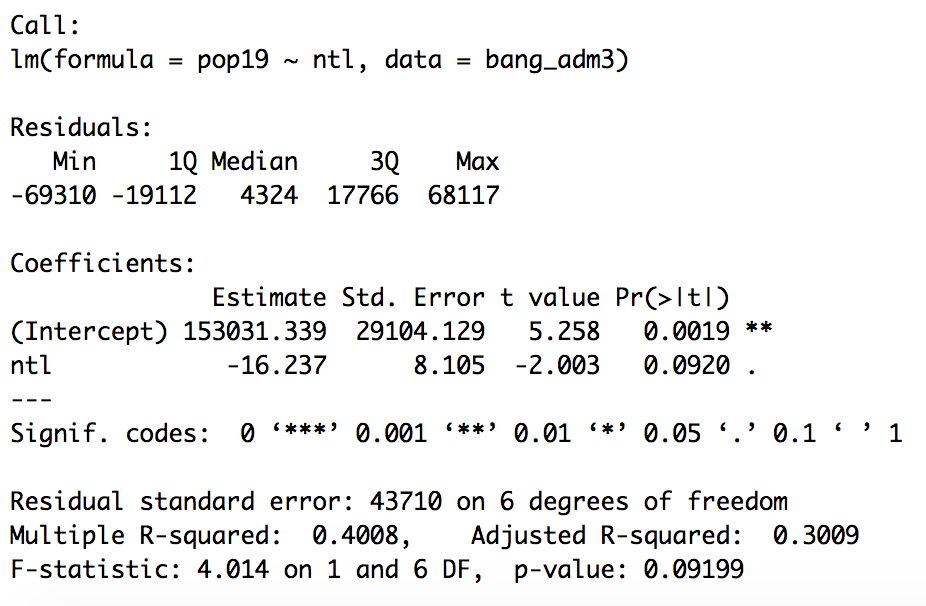 Call:
lm(formula = pop19 ~ ntl, data = bang_adm3)

Residuals:
   Min     1Q Median     3Q    Max
-69310 -19112   4324  17766  68117

Coefficients:
              Estimate Std. Error t value Pr(>|t|)
(Intercept) 153031.339  29104.129   5.258   0.0019 **
ntl            -16.237      8.105  -2.003   0.0920 .
---
Signif. codes:  0 ‘***’ 0.001 ‘**’ 0.01 ‘*’ 0.05 ‘.’ 0.1 ‘ ’ 1

Residual standard error: 43710 on 6 degrees of freedom
Multiple R-squared:  0.4008,    Adjusted R-squared:  0.3009
F-statistic: 4.014 on 1 and 6 DF,  p-value: 0.09199